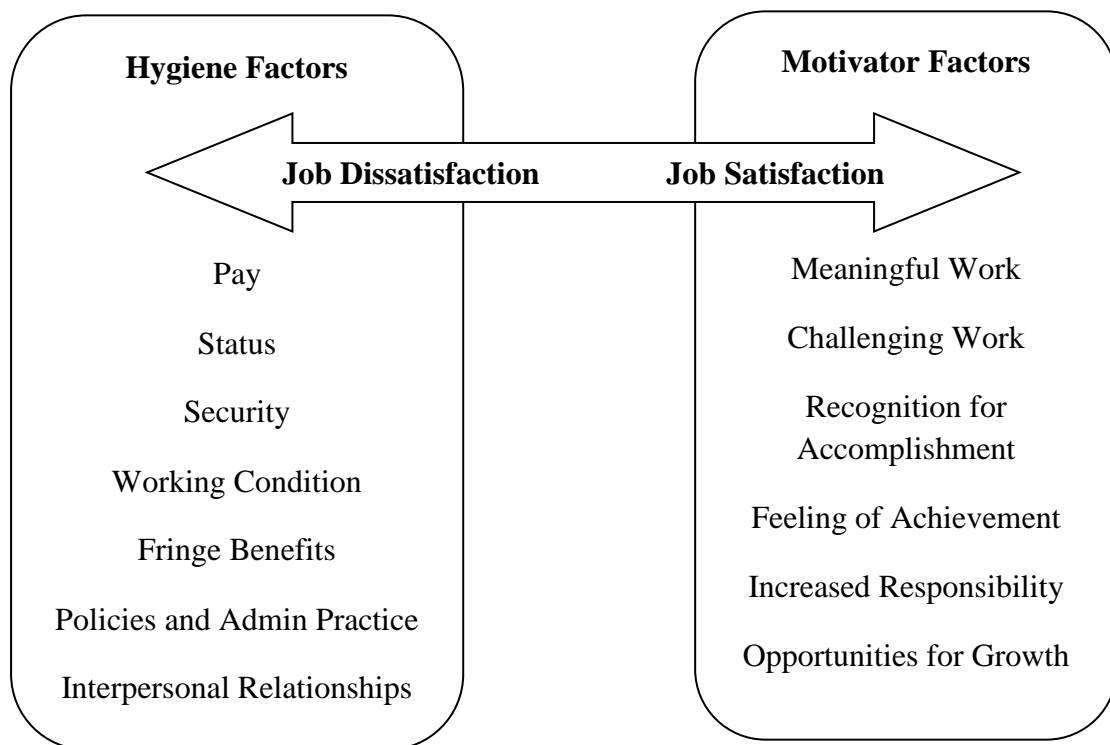 Hygiene Factors
Motivator Factors
Job Dissatisfaction
Job Satisfaction
Pay
Status
Security
Working Condition
Fringe Benefits
Policies and Admin Practice
Interpersonal Relationships
Meaningful Work
Challenging Work
Recognition for
Accomplishment
Feeling of Achievement
Increased Responsibility
Opportunities for Growth